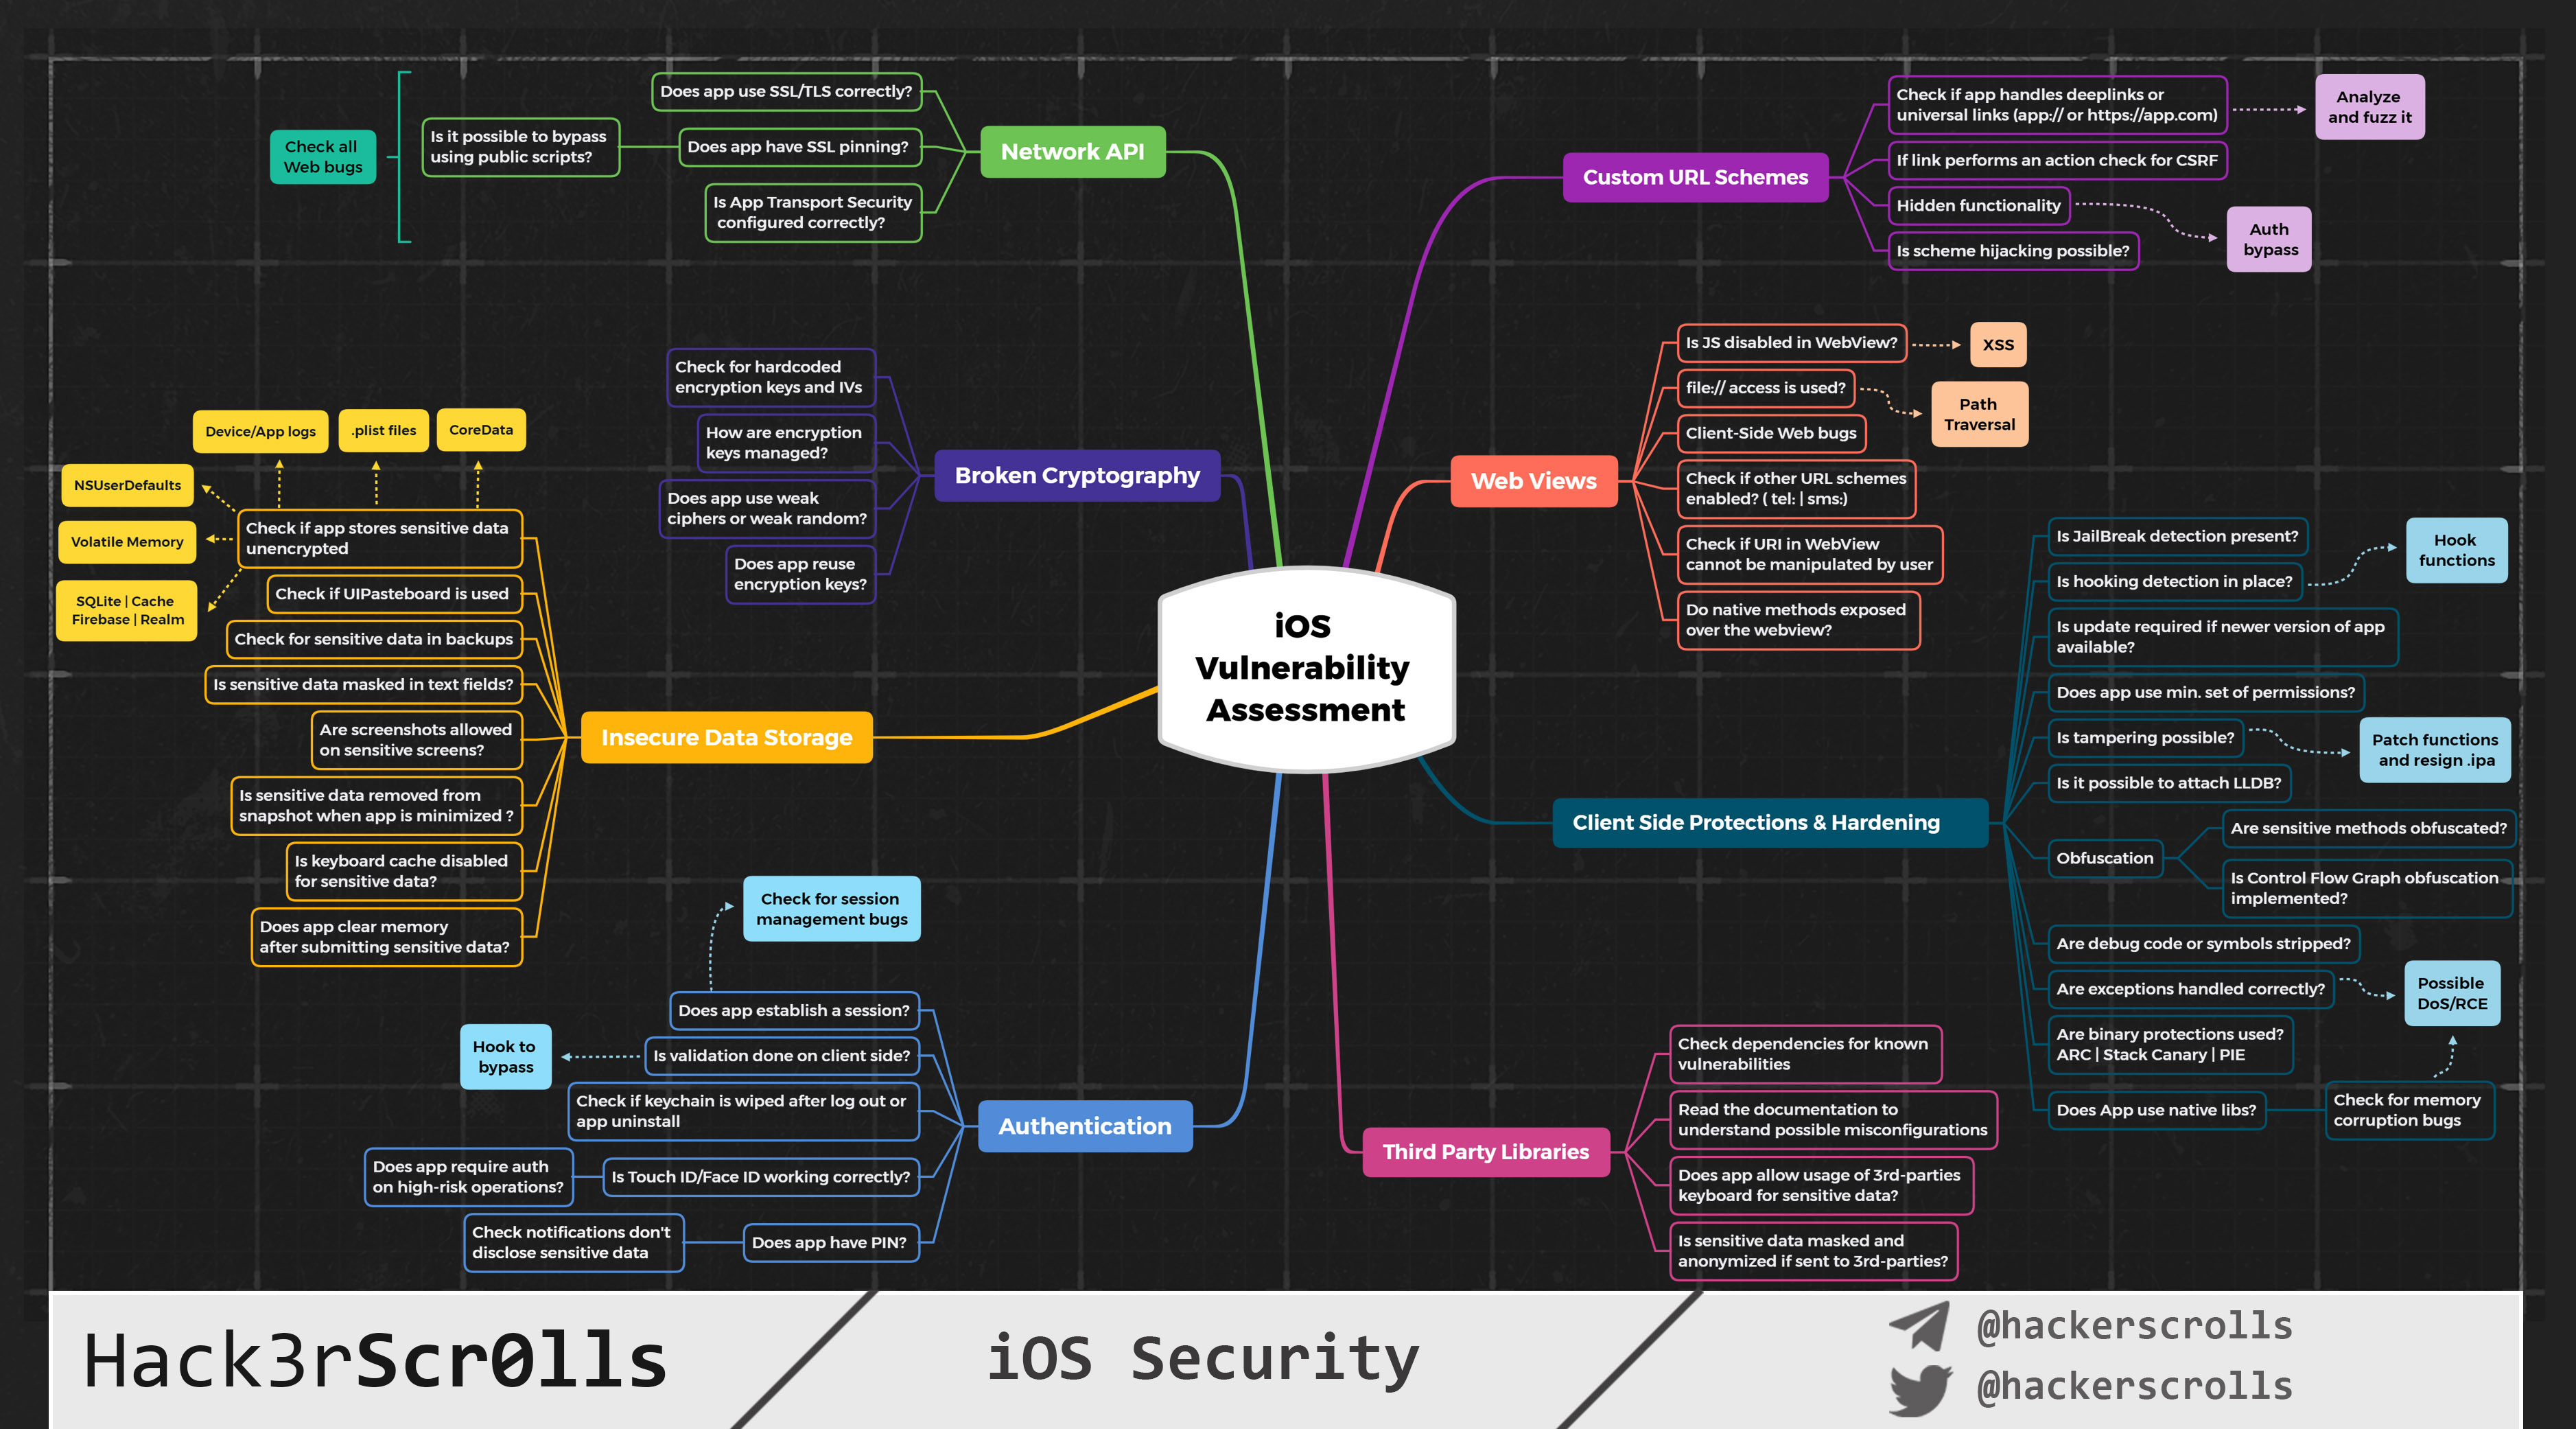 iOS
Vulnerability
Assessment
Network API
Does app use SSL/TLS correctly?
Does app have SSL pinning?
Is it possible to bypass
using public scripts?
Is App Transport Security
configured correctly?
Check all
Web bugs
Broken Cryptography
Check for hardcoded
encryption keys and IVs
How are encryption
keys managed?
Does app use weak
ciphers or weak random?
Does app reuse
encryption keys?
Insecure Data Storage
Check if app stores sensitive data
unencrypted
Device/App logs
.plist files
CoreData
NSUserDefaults
Volatile Memory
SQLite | Cache
Firebase | Realm
Check if UIPasteboard is used
Check for sensitive data in backups
Is sensitive data masked in text fields?
Are screenshots allowed
on sensitive screens?
Is sensitive data removed from
snapshot when app is minimized ?
Is keyboard cache disabled
for sensitive data?
Does app clear memory
after submitting sensitive data?
Authentication
Does app establish a session?
Check for session
management bugs
Is validation done on client side?
Hook to
bypass
Check if keychain is wiped after log out or
app uninstall
Is Touch ID/Face ID working correctly?
Does app require auth
on high-risk operations?
Does app have PIN?
Check notifications don't
disclose sensitive data
Custom URL Schemes
Check if app handles deeplinks or
universal links (app:// or https://app.com)
Analyze
and fuzz it
If link performs an action check for CSRF
Hidden functionality
Auth
bypass
Is scheme hijacking possible?
Web Views
Is JS disabled in WebView?
XSS
file:// access is used?
Path
Traversal
Client-Side Web bugs
Check if other URL schemes
enabled? ( tel: | sms:)
Check if URI in WebView
cannot be manipulated by user
Do native methods exposed
over the webview?
Client Side Protections & Hardening
Is JailBreak detection present?
Is hooking detection in place?
Hook
functions
Is update required if newer version of app
available?
Does app use min. set of permissions?
Is tampering possible?
Patch functions
and resign .ipa
Is it possible to attach LLDB?
Obfuscation
Are sensitive methods obfuscated?
Is Control Flow Graph obfuscation
implemented?
Are debug code or symbols stripped?
Are exceptions handled correctly?
Possible
DoS/RCE
Are binary protections used?
ARC | Stack Canary | PIE
Does App use native libs?
Check for memory
corruption bugs
Third Party Libraries
Check dependencies for known
vulnerabilities
Read the documentation to
understand possible misconfigurations
Does app allow usage of 3rd-parties
keyboard for sensitive data?
Is sensitive data masked and
anonymized if sent to 3rd-parties?
Hack3rScr0lls
iOS Security
@hackerscrolls
@hackerscrolls